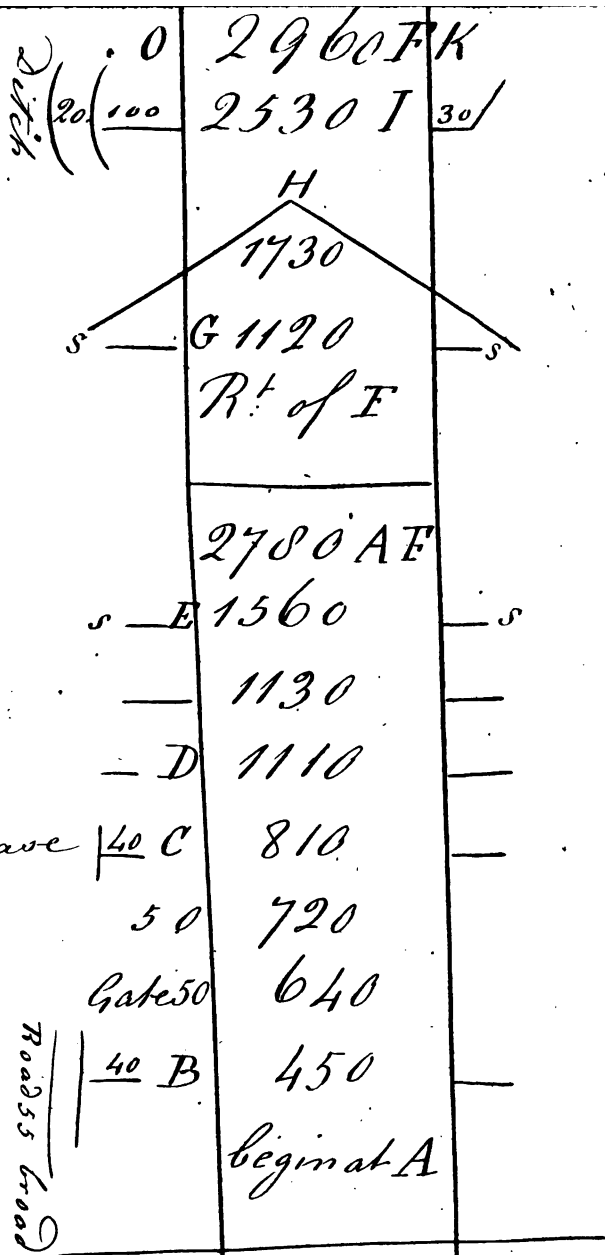 . 0 2960 FK
Ditch (20 (100 2530 I 30/
H
1730
s G 1120 s
Rt. of F
2780 AF
s E 1560 s
1130
D 1110
40 C 810
50 720
Gate 50 640
40 B 450
Road 55 broad
begin at A